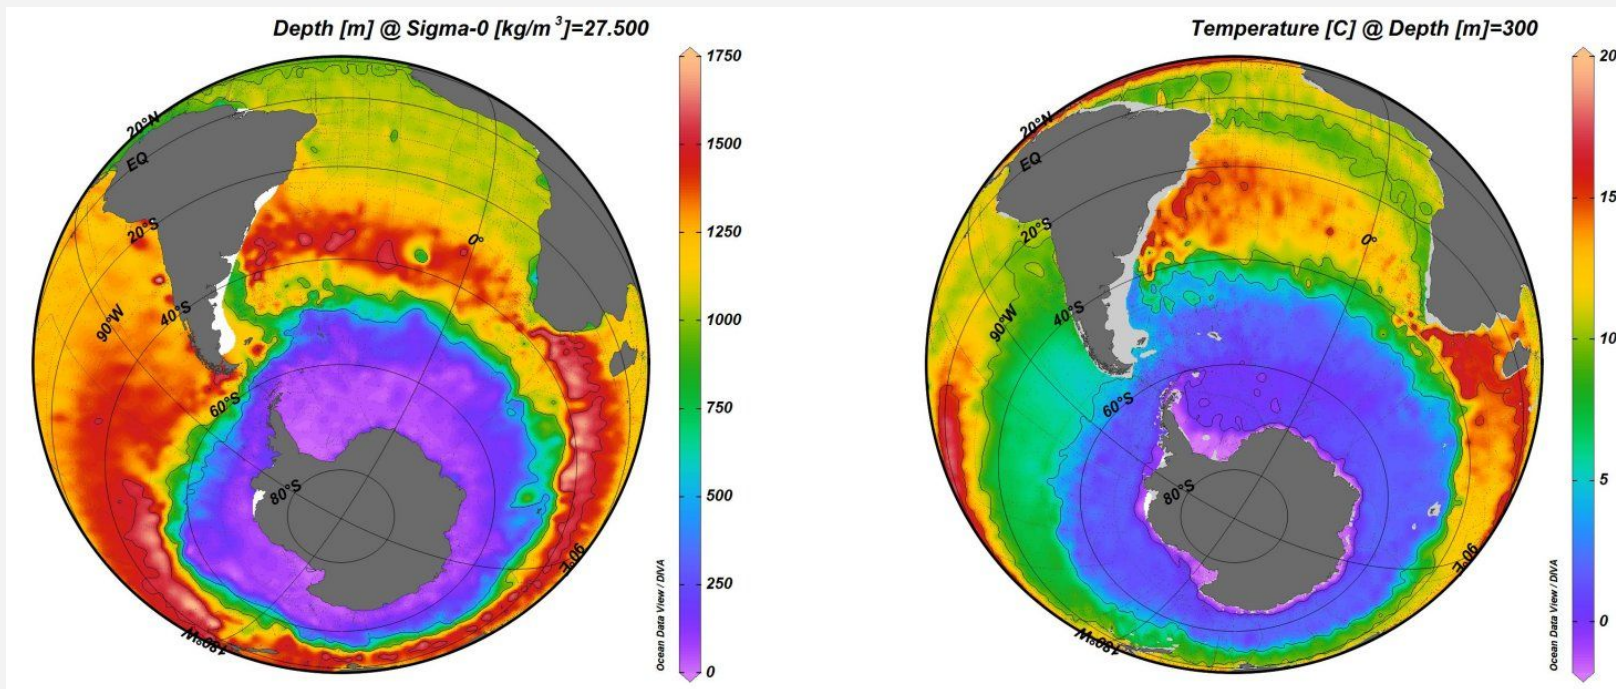 Depth [m] @ Sigma-0 [kg/m³]=27.500
20°N
EQ
20°S
0°
90°W
40°S
60°S
80°S
90°E
180°W
1750
1500
1250
1000
750
500
250
0
Ocean Data View / DIVA
Temperature [C] @ Depth [m]=300
20°N
EQ
20°S
0°
90°W
40°S
60°S
80°S
90°E
180°W
20
15
10
5
0
Ocean Data View / DIVA